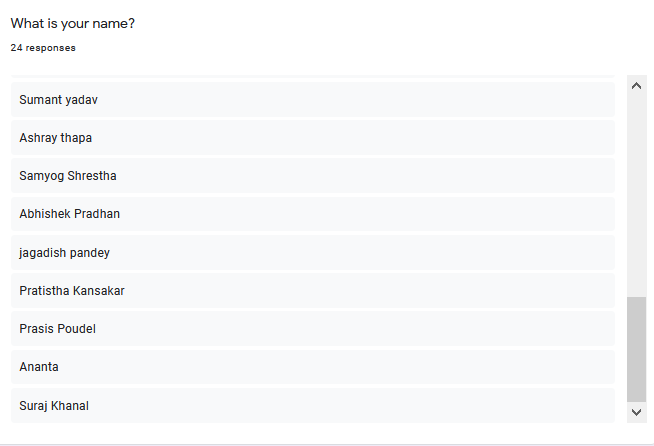 What is your name?
24 responses
Sumant yadav
Ashray thapa
Samyog Shrestha
Abhishek Pradhan
jagadish pandey
Pratistha Kansakar
Prasis Poudel
Ananta
Suraj Khanal